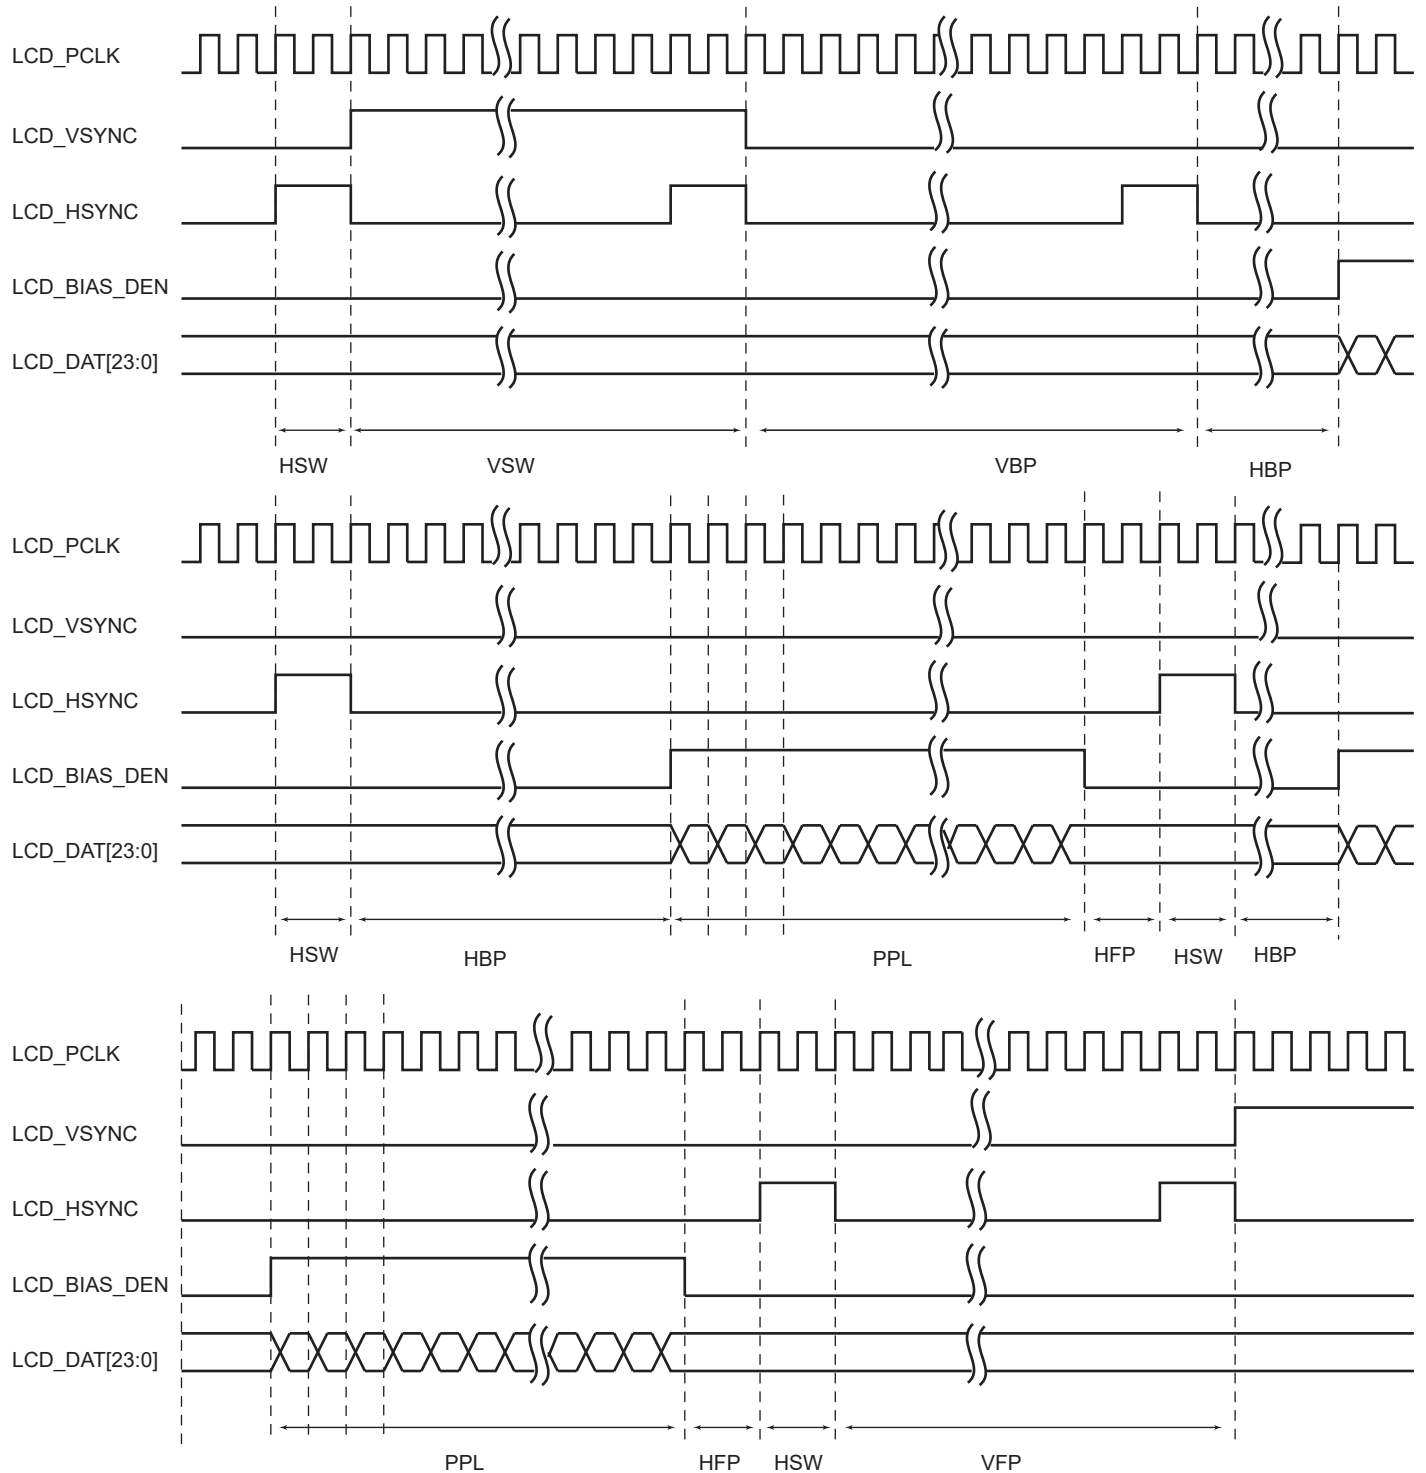 LCD_PCLK
LCD_VSYNC
LCD_HSYNC
LCD_BIAS_DEN
LCD_DAT[23:0]
HSW VSW VBP HBP
LCD_PCLK
LCD_VSYNC
LCD_HSYNC
LCD_BIAS_DEN
LCD_DAT[23:0]
HSW HBP PPL HFP HSW HBP
LCD_PCLK
LCD_VSYNC
LCD_HSYNC
LCD_BIAS_DEN
LCD_DAT[23:0]
PPL HFP HSW VFP